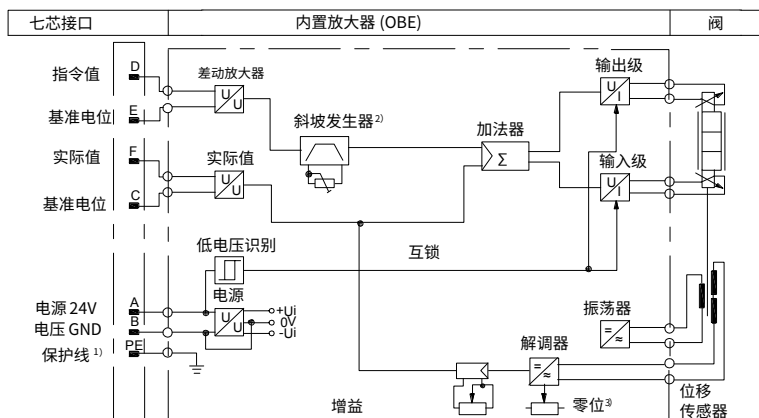 七芯接口 内置放大器 (OBE) 阀
指令值 D 差动放大器 U U 输出级 U I
基准电位 E 斜坡发生器2) 加法器 Σ
实际值 F 实际值 U U 输入级 U I
基准电位 C
低电压识别 互锁
电源 24V A 电源 U U +Ui 振荡器 = ≈
电压 GND B 0V
保护线 1) PE -Ui 解调器 = ≈
增益 零位3) 位移
传感器